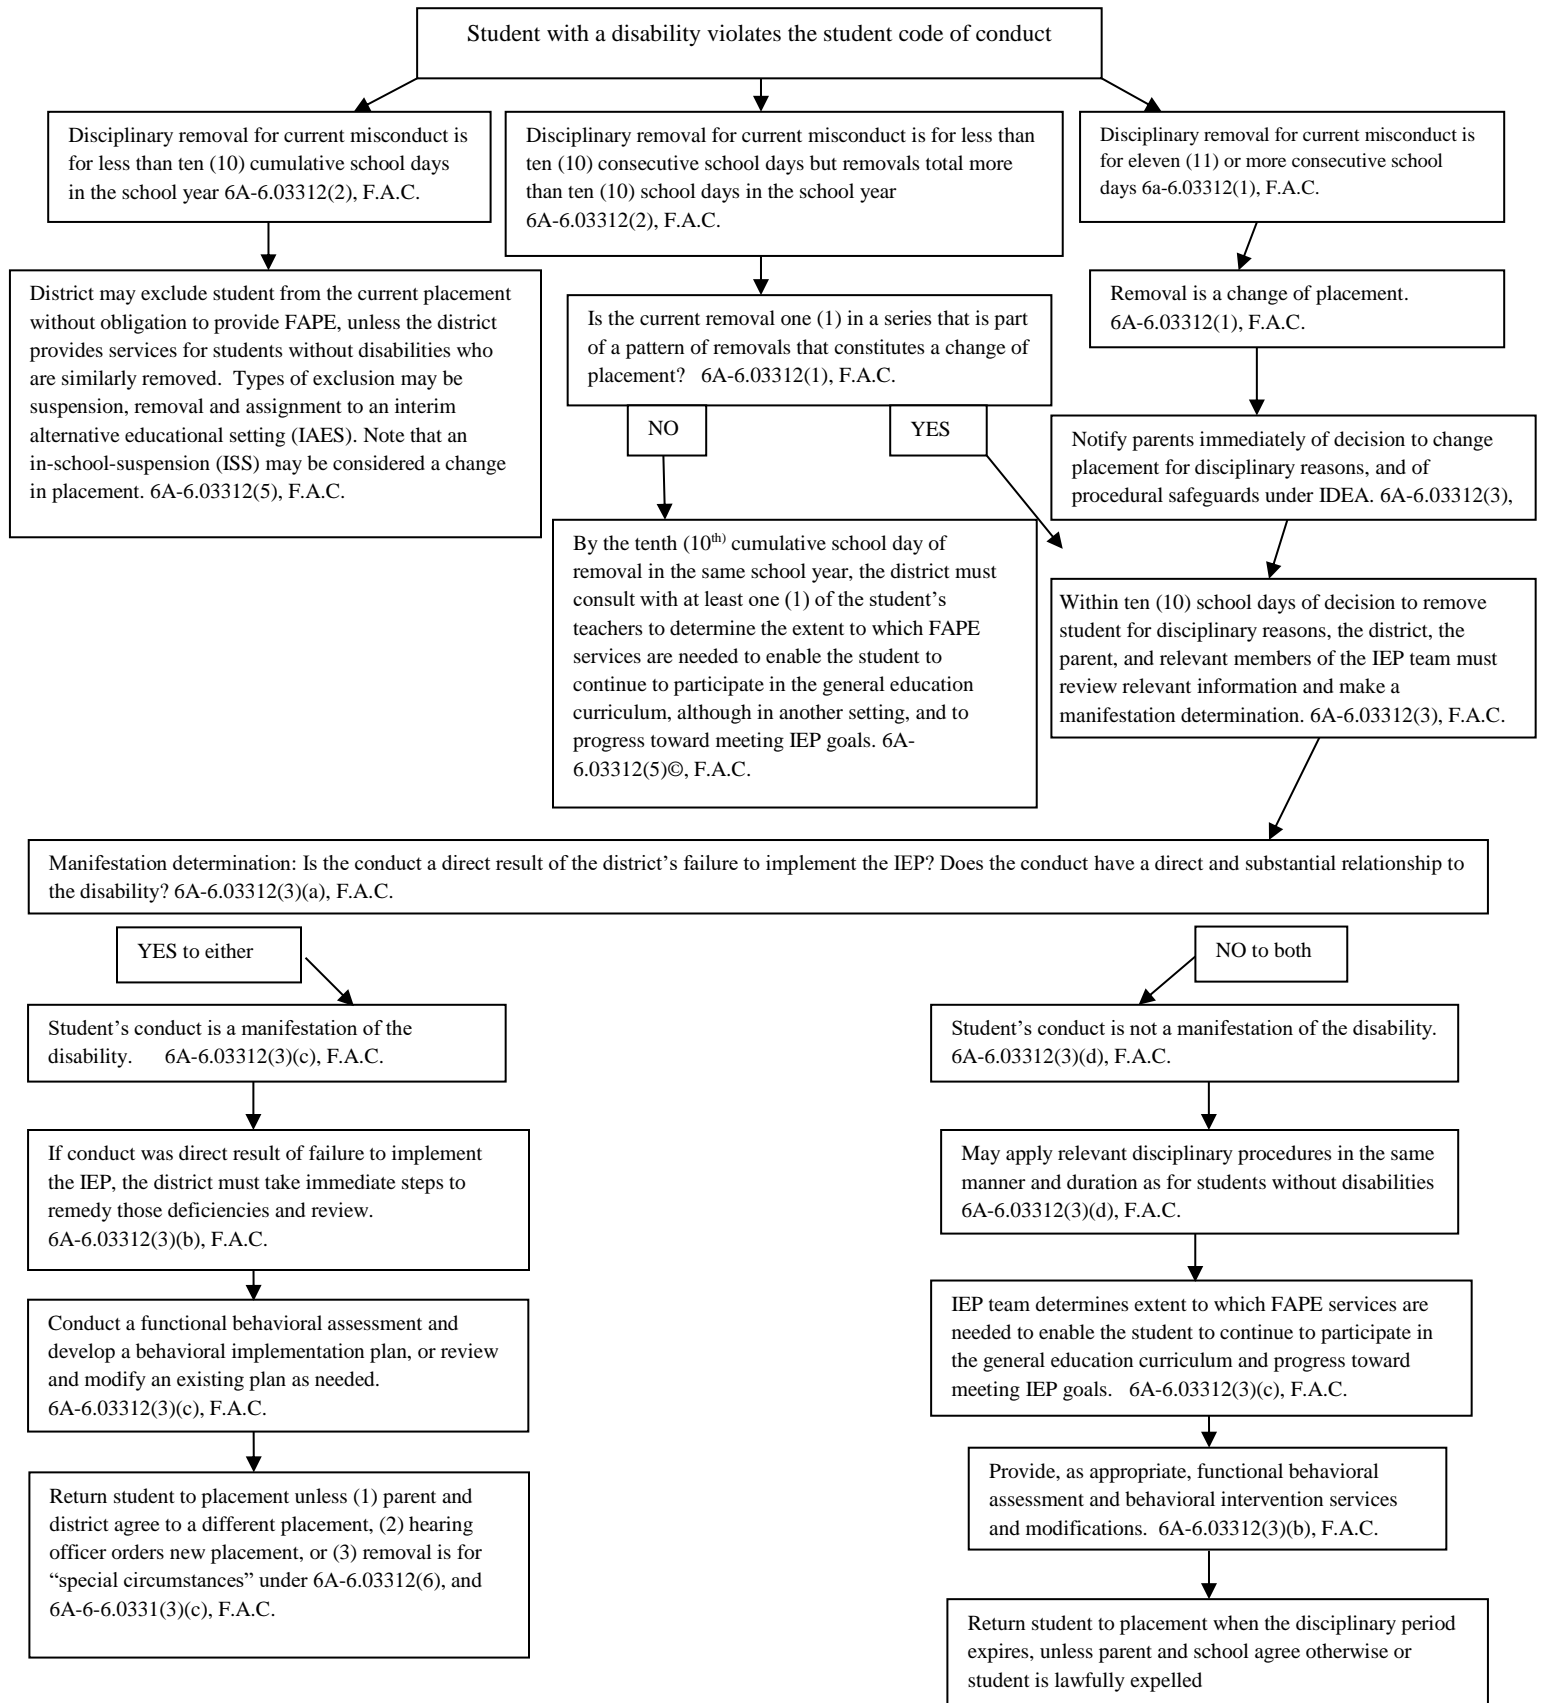 Student with a disability violates the student code of conduct
Disciplinary removal for current misconduct is
for less than ten (10) cumulative school days
in the school year 6A-6.03312(2), F.A.C.
Disciplinary removal for current misconduct is for less than
ten (10) consecutive school days but removals total more
than ten (10) school days in the school year
6A-6.03312(2), F.A.C.
Disciplinary removal for current misconduct is
for eleven (11) or more consecutive school
days 6a-6.03312(1), F.A.C.
District may exclude student from the current placement
without obligation to provide FAPE, unless the district
provides services for students without disabilities who
are similarly removed.  Types of exclusion may be
suspension, removal and assignment to an interim
alternative educational setting (IAES). Note that an
in-school-suspension (ISS) may be considered a change
in placement. 6A-6.03312(5), F.A.C.
Is the current removal one (1) in a series that is part
of a pattern of removals that constitutes a change of
placement?   6A-6.03312(1), F.A.C.
Removal is a change of placement.
6A-6.03312(1), F.A.C.
NO
YES
Notify parents immediately of decision to change
placement for disciplinary reasons, and of
procedural safeguards under IDEA. 6A-6.03312(3),
By the tenth (10th) cumulative school day of
removal in the same school year, the district must
consult with at least one (1) of the student’s
teachers to determine the extent to which FAPE
services are needed to enable the student to
continue to participate in the general education
curriculum, although in another setting, and to
progress toward meeting IEP goals. 6A-
6.03312(5)©, F.A.C.
Within ten (10) school days of decision to remove
student for disciplinary reasons, the district, the
parent, and relevant members of the IEP team must
review relevant information and make a
manifestation determination. 6A-6.03312(3), F.A.C.
Manifestation determination: Is the conduct a direct result of the district’s failure to implement the IEP? Does the conduct have a direct and substantial relationship to
the disability? 6A-6.03312(3)(a), F.A.C.
YES to either
NO to both
Student’s conduct is a manifestation of the
disability.      6A-6.03312(3)(c), F.A.C.
Student’s conduct is not a manifestation of the disability.
6A-6.03312(3)(d), F.A.C.
If conduct was direct result of failure to implement
the IEP, the district must take immediate steps to
remedy those deficiencies and review.
6A-6.03312(3)(b), F.A.C.
May apply relevant disciplinary procedures in the same
manner and duration as for students without disabilities
6A-6.03312(3)(d), F.A.C.
Conduct a functional behavioral assessment and
develop a behavioral implementation plan, or review
and modify an existing plan as needed.
6A-6.03312(3)(c), F.A.C.
IEP team determines extent to which FAPE services are
needed to enable the student to continue to participate in
the general education curriculum and progress toward
meeting IEP goals.   6A-6.03312(3)(c), F.A.C.
Return student to placement unless (1) parent and
district agree to a different placement, (2) hearing
officer orders new placement, or (3) removal is for
“special circumstances” under 6A-6.03312(6), and
6A-6-6.0331(3)(c), F.A.C.
Provide, as appropriate, functional behavioral
assessment and behavioral intervention services
and modifications.  6A-6.03312(3)(b), F.A.C.
Return student to placement when the disciplinary period
expires, unless parent and school agree otherwise or
student is lawfully expelled